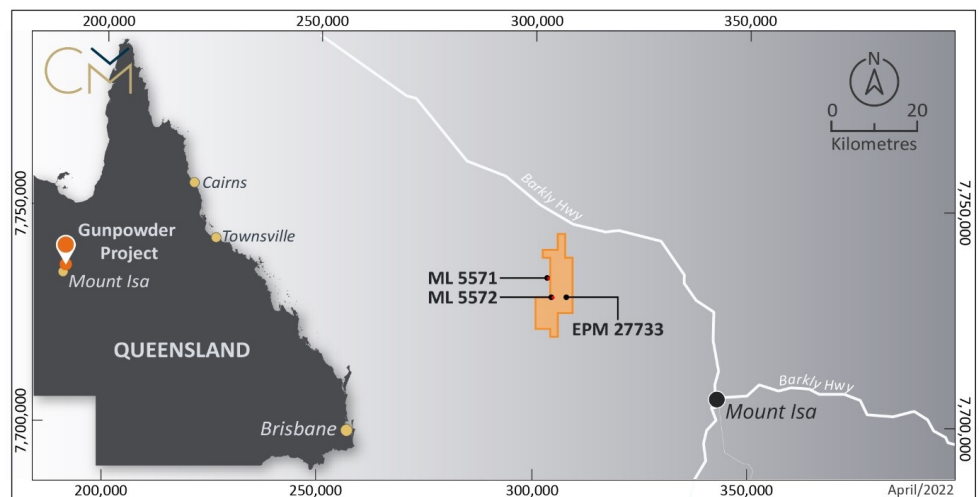 200,000 250,000 300,000 350,000
CM
N
0 20
Kilometres
Cairns
Barkly Hwy
7,750,000
7,750,000
Gunpowder
Project
Townsville
Mount Isa
ML 5571
ML 5572
EPM 27733
QUEENSLAND
Barkly Hwy
Mount Isa
Brisbane
7,700,000
7,700,000
200,000 250,000 300,000 350,000
April/2022